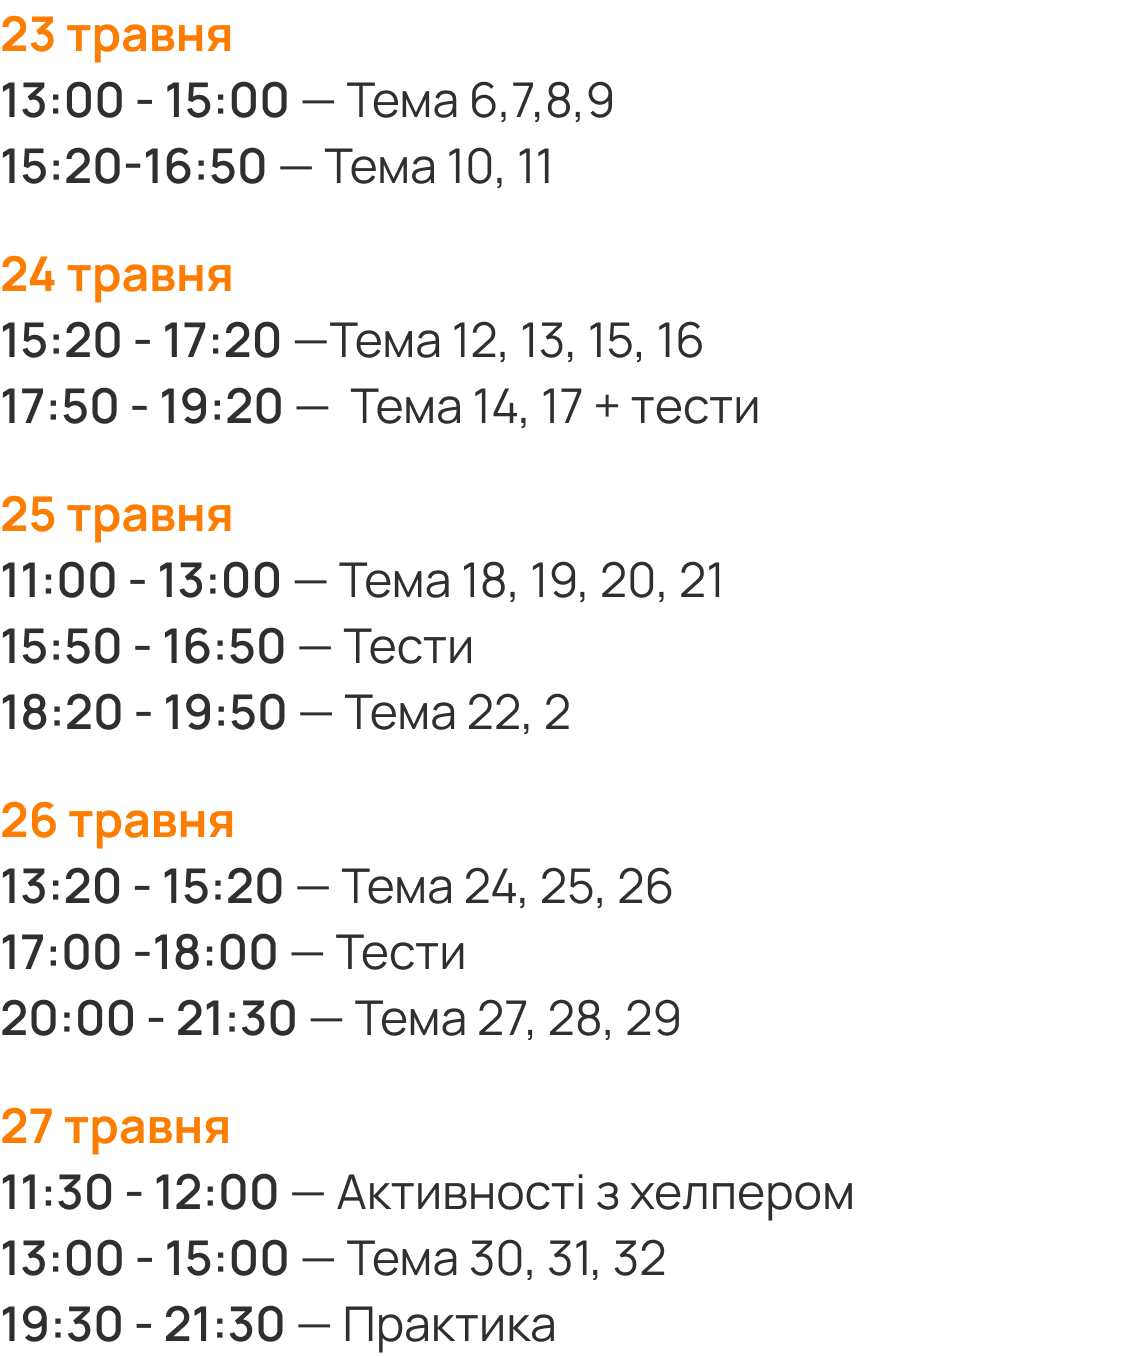 23 травня
13:00 - 15:00 — Тема 6,7,8,9
15:20-16:50 — Тема 10, 11
24 травня
15:20 - 17:20 —Тема 12, 13, 15, 16
17:50 - 19:20 — Тема 14, 17 + тести
25 травня
11:00 - 13:00 — Тема 18, 19, 20, 21
15:50 - 16:50 — Тести
18:20 - 19:50 — Тема 22, 2
26 травня
13:20 - 15:20 — Тема 24, 25, 26
17:00 -18:00 — Тести
20:00 - 21:30 — Тема 27, 28, 29
27 травня
11:30 - 12:00 — Активності з хелпером
13:00 - 15:00 — Тема 30, 31, 32
19:30 - 21:30 — Практика